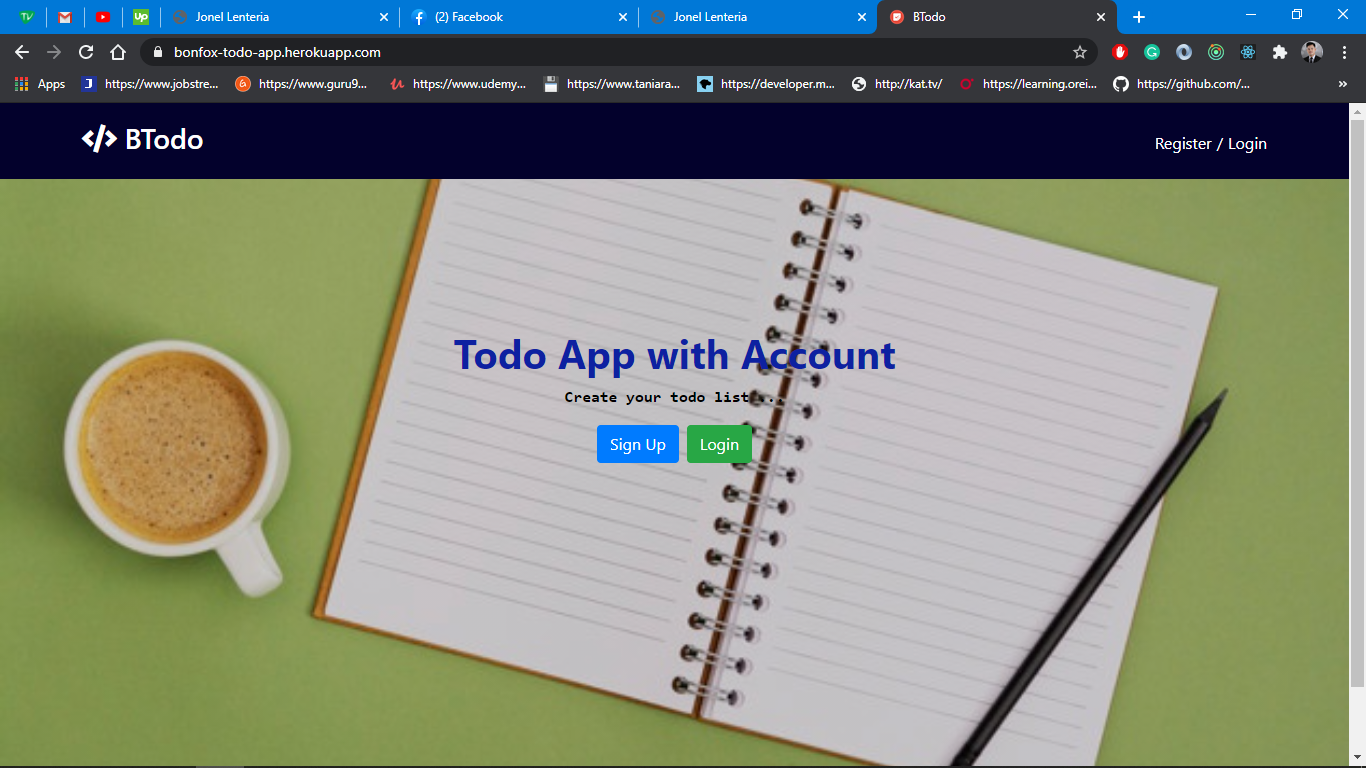 TV
Up
Jonel Lenteria
(2) Facebook
Jonel Lenteria
BTodo
bonfox-todo-app.herokuapp.com
Apps
https://www.jobstre...
https://www.guru9...
https://www.udemy...
https://www.taniara...
https://developer.m...
http://kat.tv/
https://learning.orei...
https://github.com/...
</> BTodo
Register / Login
Todo App with Account
Create your todo list...
Sign Up
Login